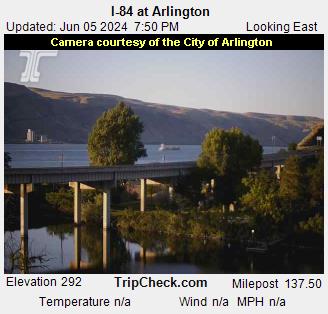 I-84 at Arlington
Updated: Jun 05 2024 7:50 PM Looking East
Camera courtesy of the City of Arlington
Elevation 292 TripCheck.com Milepost 137.50
Temperature n/a Wind n/a MPH n/a